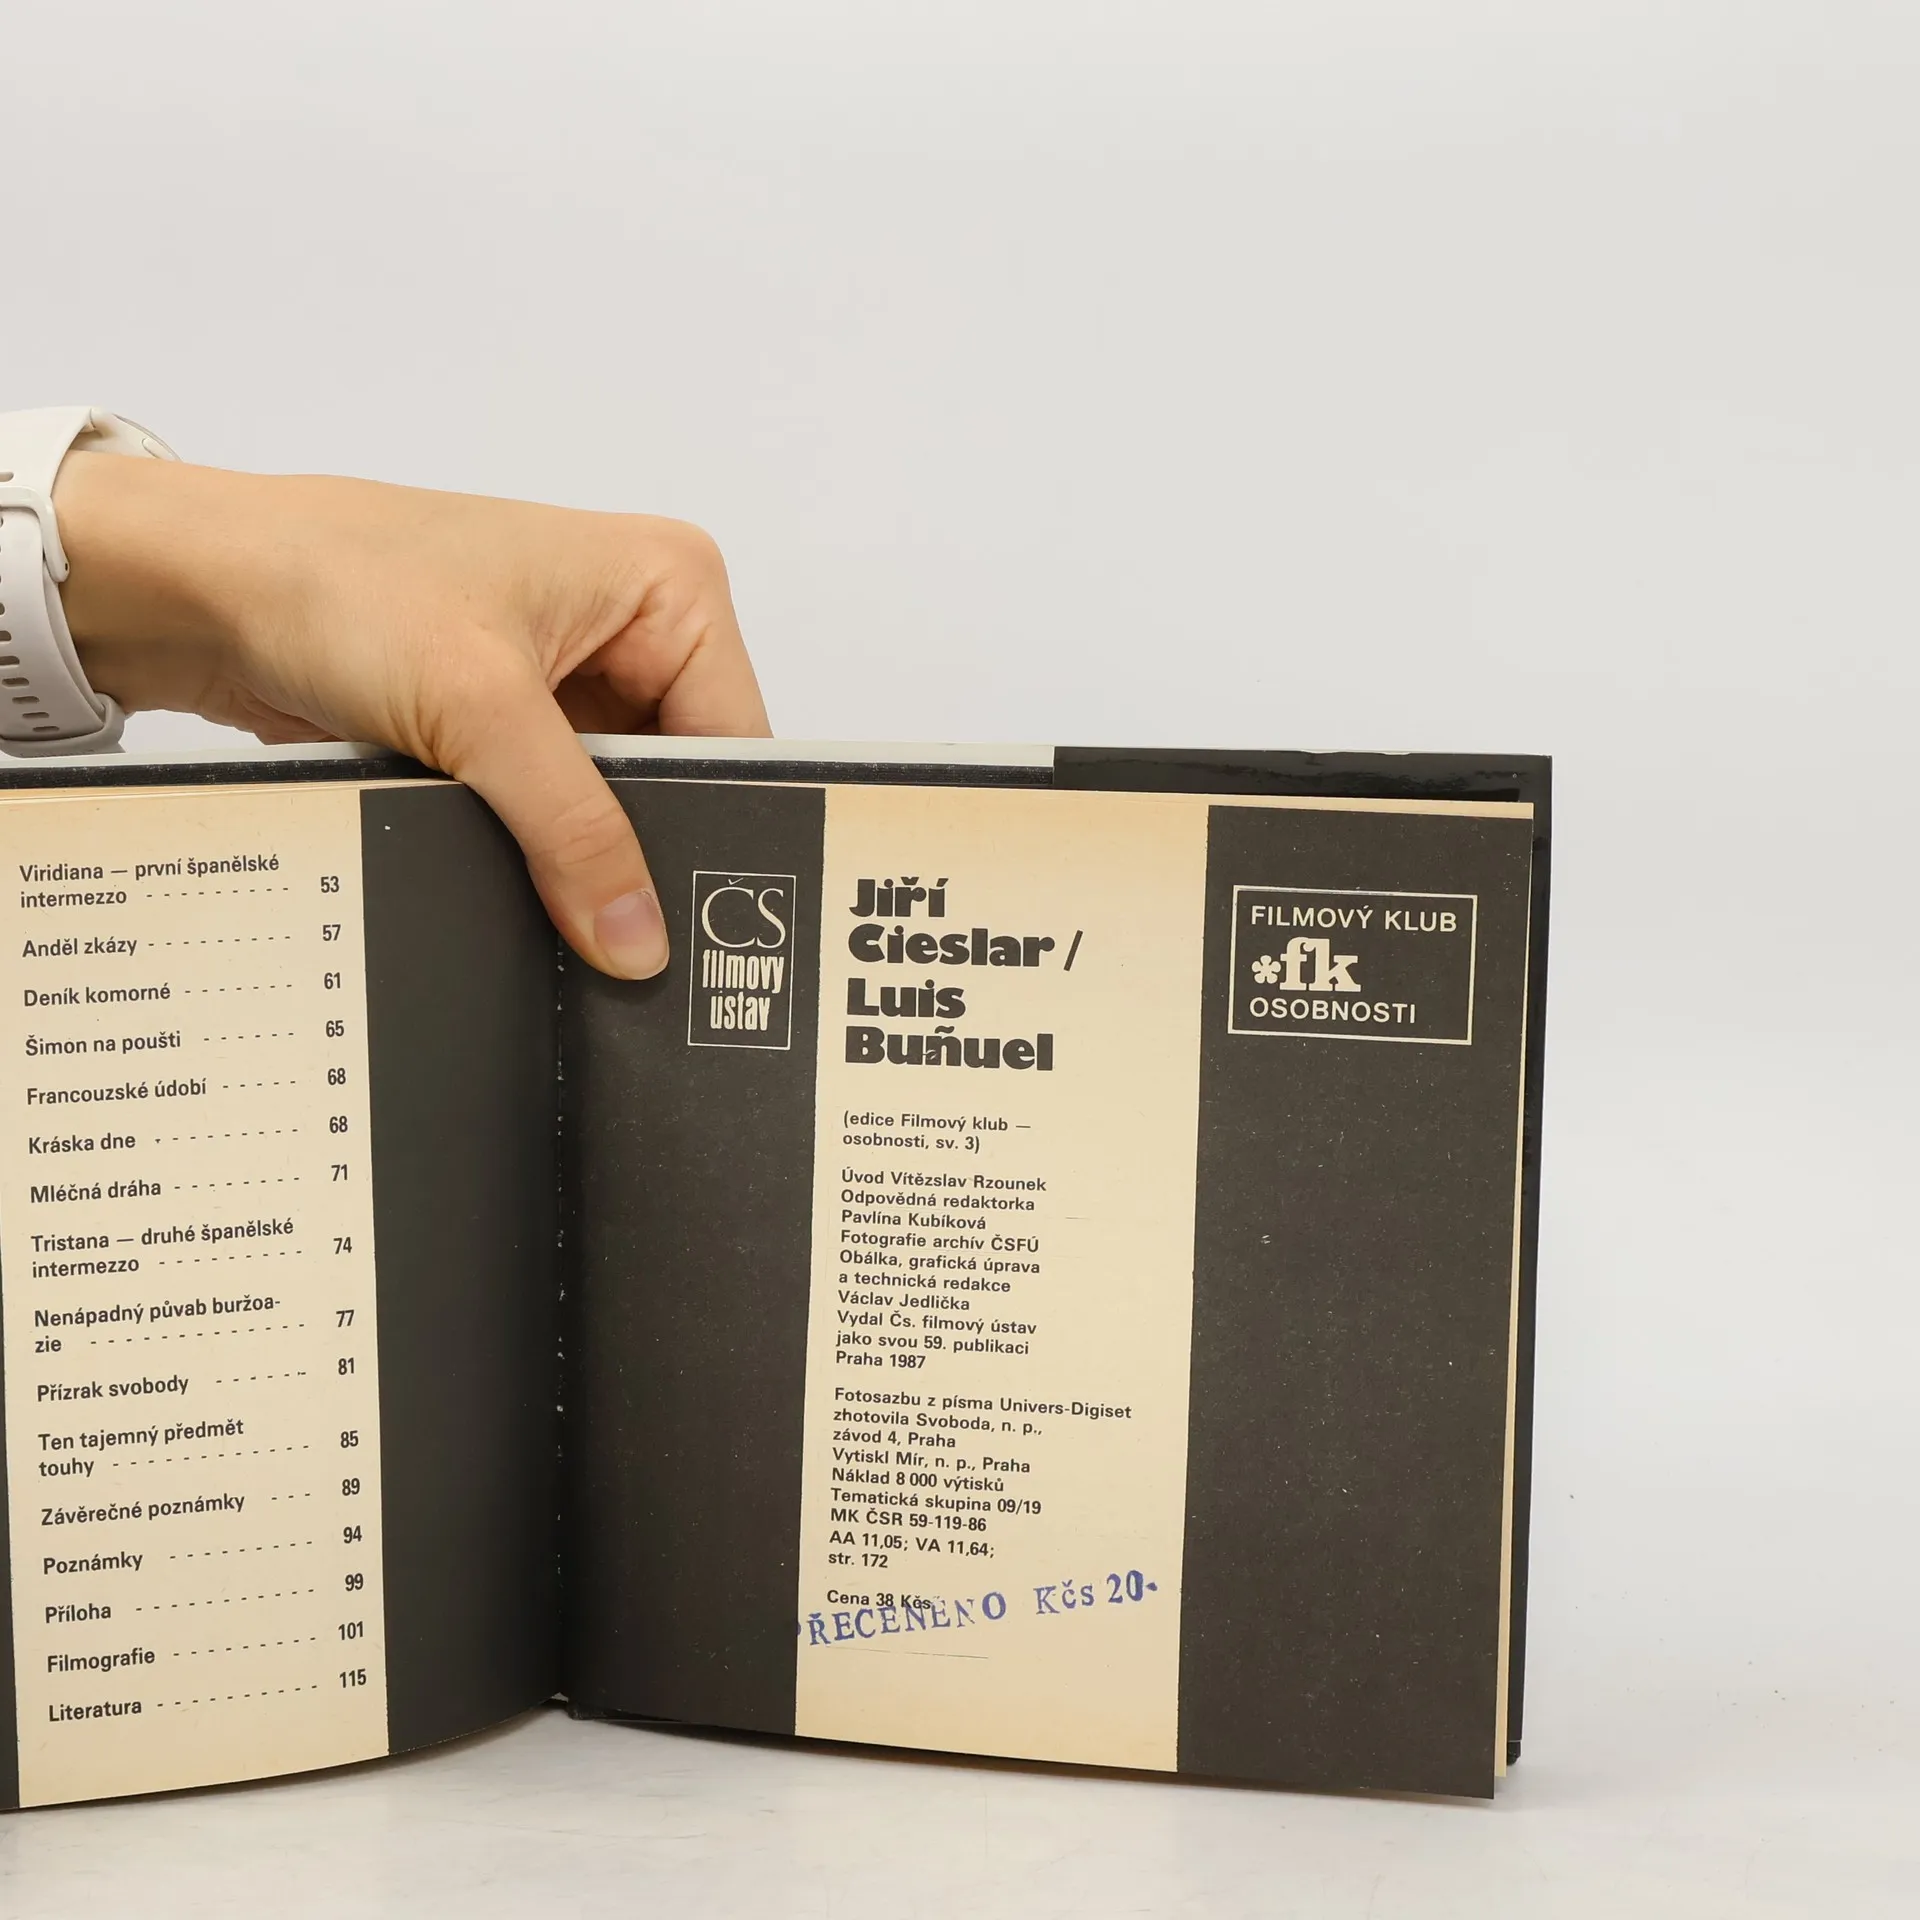 Viridiana — první španělské
intermezzo - - - - - - - - - 53
Anděl zkázy - - - - - - - - - 57
Deník komorné - - - - - - - 61
Šimon na poušti - - - - - - 65
Francouzské údobí - - - - - 68
Kráska dne - - - - - - - - - 68
Mléčná dráha - - - - - - - - 71
Tristana — druhé španělské
intermezzo - - - - - - - - 74
Nenápadný půvab buržoa-
zie - - - - - - - - - - - - - 77
Přízrak svobody - - - - - - 81
Ten tajemný předmět
touhy - - - - - - - - - - - - 85
Závěrečné poznámky - - - 89
Poznámky - - - - - - - - - 94
Příloha - - - - - - - - - - - 99
Filmografie - - - - - - - - - 101
Literatura - - - - - - - - - - 115
ČS
filmový
ústav
Jiří
Cieslar /
Luis
Buñuel
(edice Filmový klub —
osobnosti, sv. 3)
Úvod Vítězslav Rzounek
Odpovědná redaktorka
Pavlína Kubíková
Fotografie archív ČSFÚ
Obálka, grafická úprava
a technická redakce
Václav Jedlička
Vydal Čs. filmový ústav
jako svou 59. publikaci
Praha 1987
Fotosazbu z písma Univers-Digiset
zhotovila Svoboda, n. p.,
závod 4, Praha
Vytiskl Mír, n. p., Praha
Náklad 8 000 výtisků
Tematická skupina 09/19
MK ČSR 59-119-86
AA 11,05; VA 11,64;
str. 172
Cena 38 Kčs
PŘECENĚNO Kčs 20-
FILMOVÝ KLUB
*fk
OSOBNOSTI